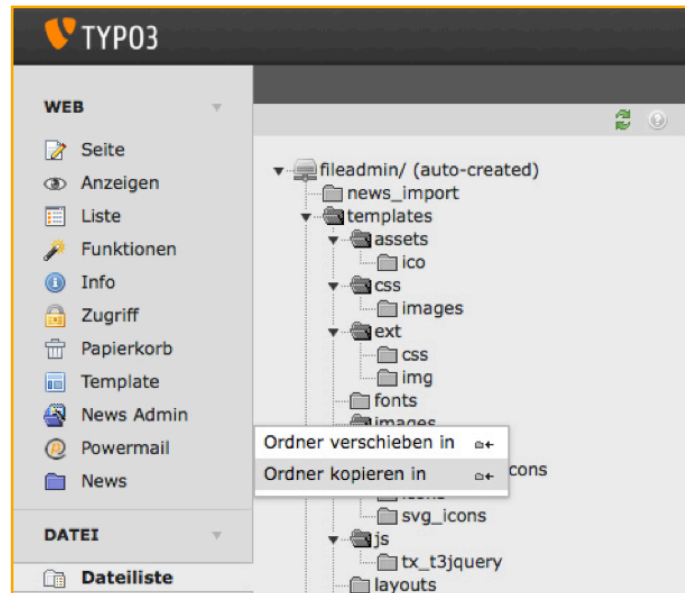 TYPO3
WEB
Seite
Anzeigen
Liste
Funktionen
Info
Zugriff
Papierkorb
Template
News Admin
Powermail
News
DATEI
Dateiliste
fileadmin/ (auto-created)
news_import
templates
assets
ico
css
images
ext
css
img
fonts
images
Ordner verschieben in
Ordner kopieren in
cons
svg_icons
js
tx_t3jquery
layouts